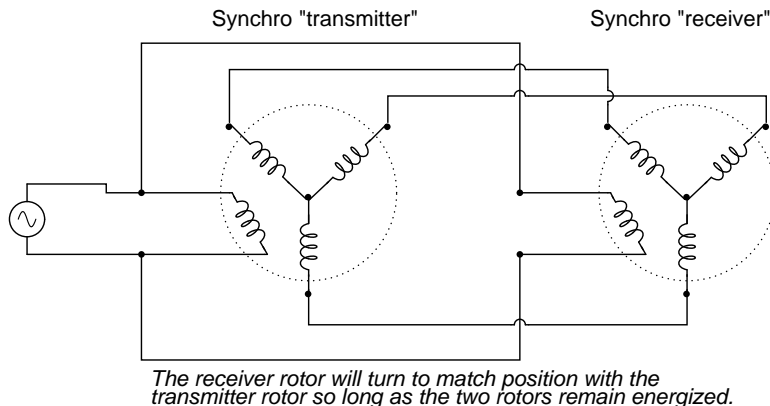 Synchro "transmitter"
Synchro "receiver"
The receiver rotor will turn to match position with the
transmitter rotor so long as the two rotors remain energized.